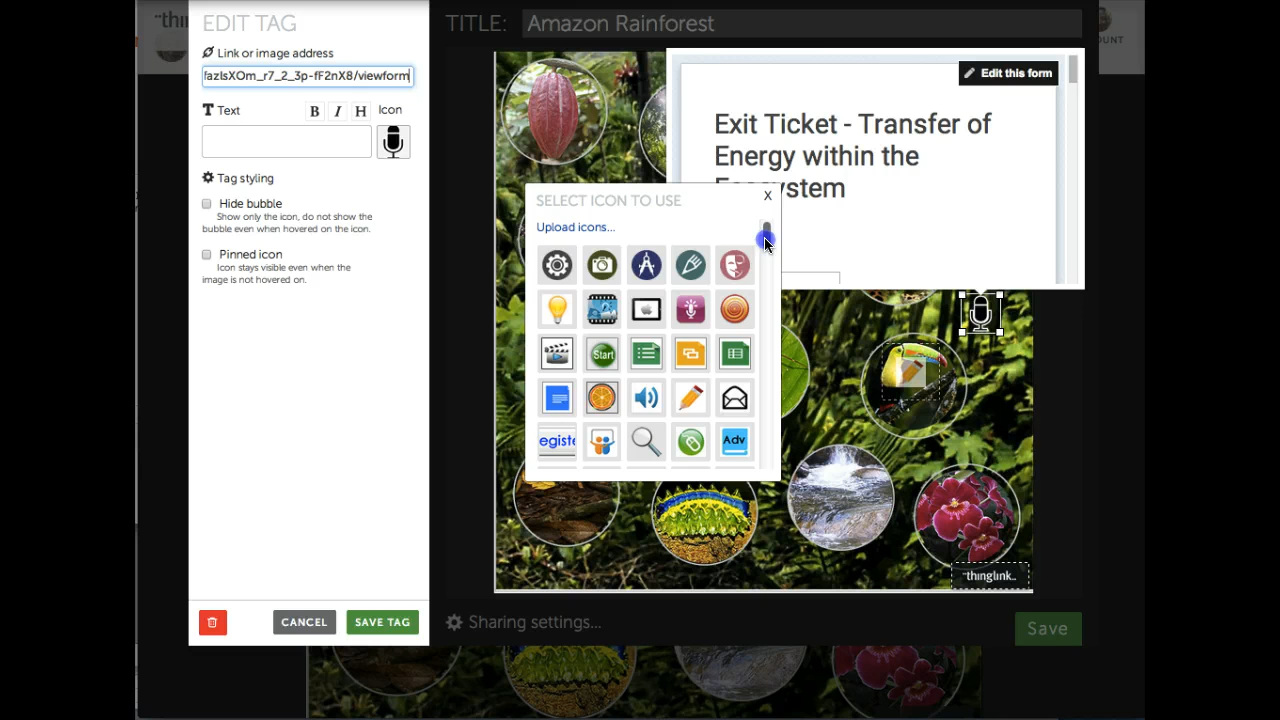 EDIT TAG
Link or image address
fazIsXOm_r7_2_3p-fF2nX8/viewform
Text
B I H Icon
Tag styling
Hide bubble
Show only the icon, do not show the
bubble even when hovered on the icon.
Pinned icon
Icon stays visible even when the
image is not hovered on.
CANCEL
SAVE TAG
TITLE: Amazon Rainforest
Edit this form
Exit Ticket - Transfer of
Energy within the
SELECT ICON TO USE
X
Upload icons...
Start
Adv
thinglink..
Sharing settings...
Save